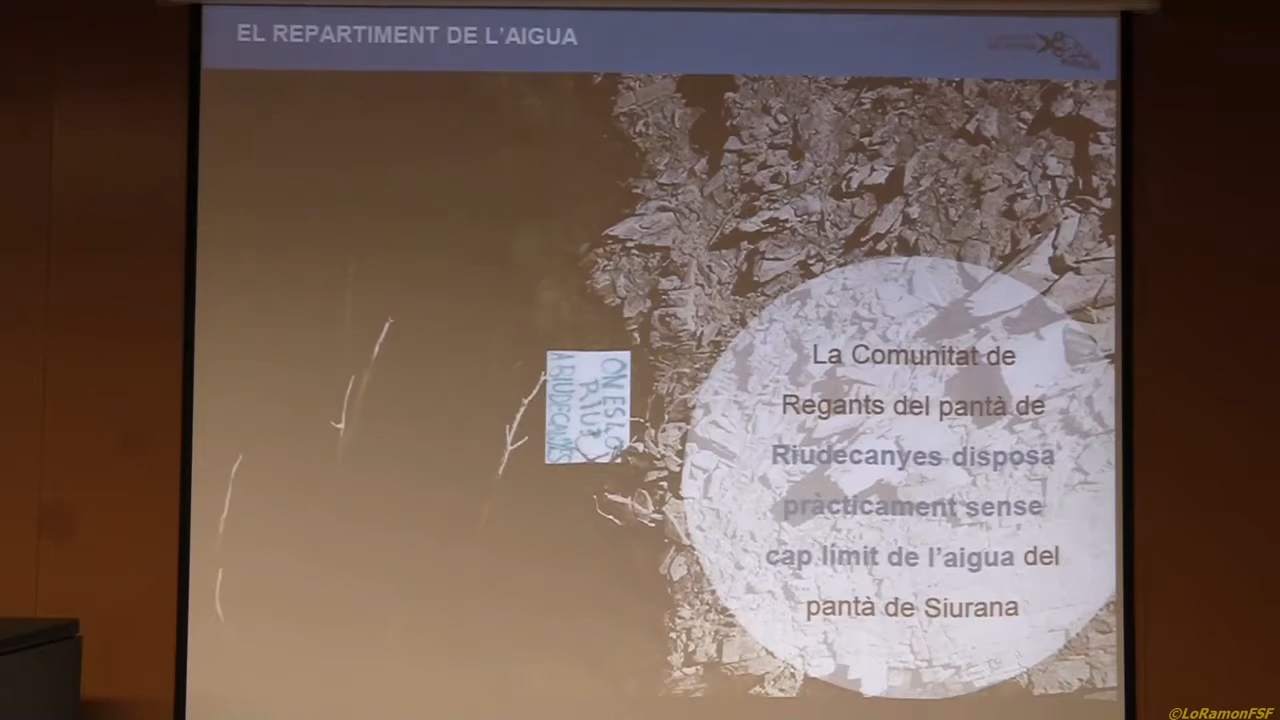 EL REPARTIMENT DE L'AIGUA
ON ES LO
RIU?
A RIUDECANYES
La Comunitat de
Regants del pantà de
Riudecanyes disposa
pràcticament sense
cap límit de l'aigua del
pantà de Siurana
©LoRamonFSF